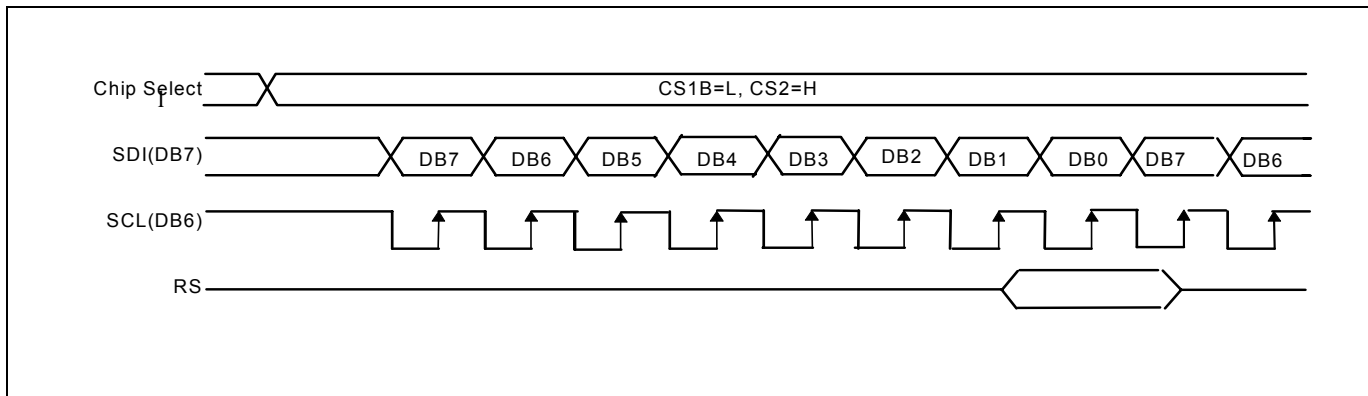 Chip Select
I
CS1B=L, CS2=H
SDI(DB7)
DB7 DB6 DB5 DB4 DB3 DB2 DB1 DB0 DB7 DB6
SCL(DB6)
RS